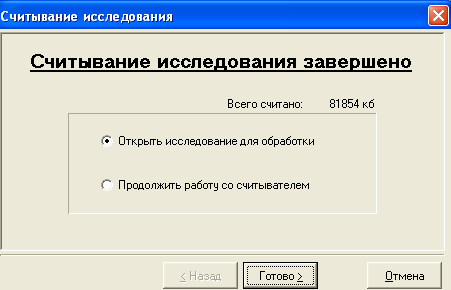 Считывание исследования
Считывание исследования завершено
Всего считано: 81854 кб
Открыть исследование для обработки
Продолжить работу со считывателем
< Назад Готово > Отмена